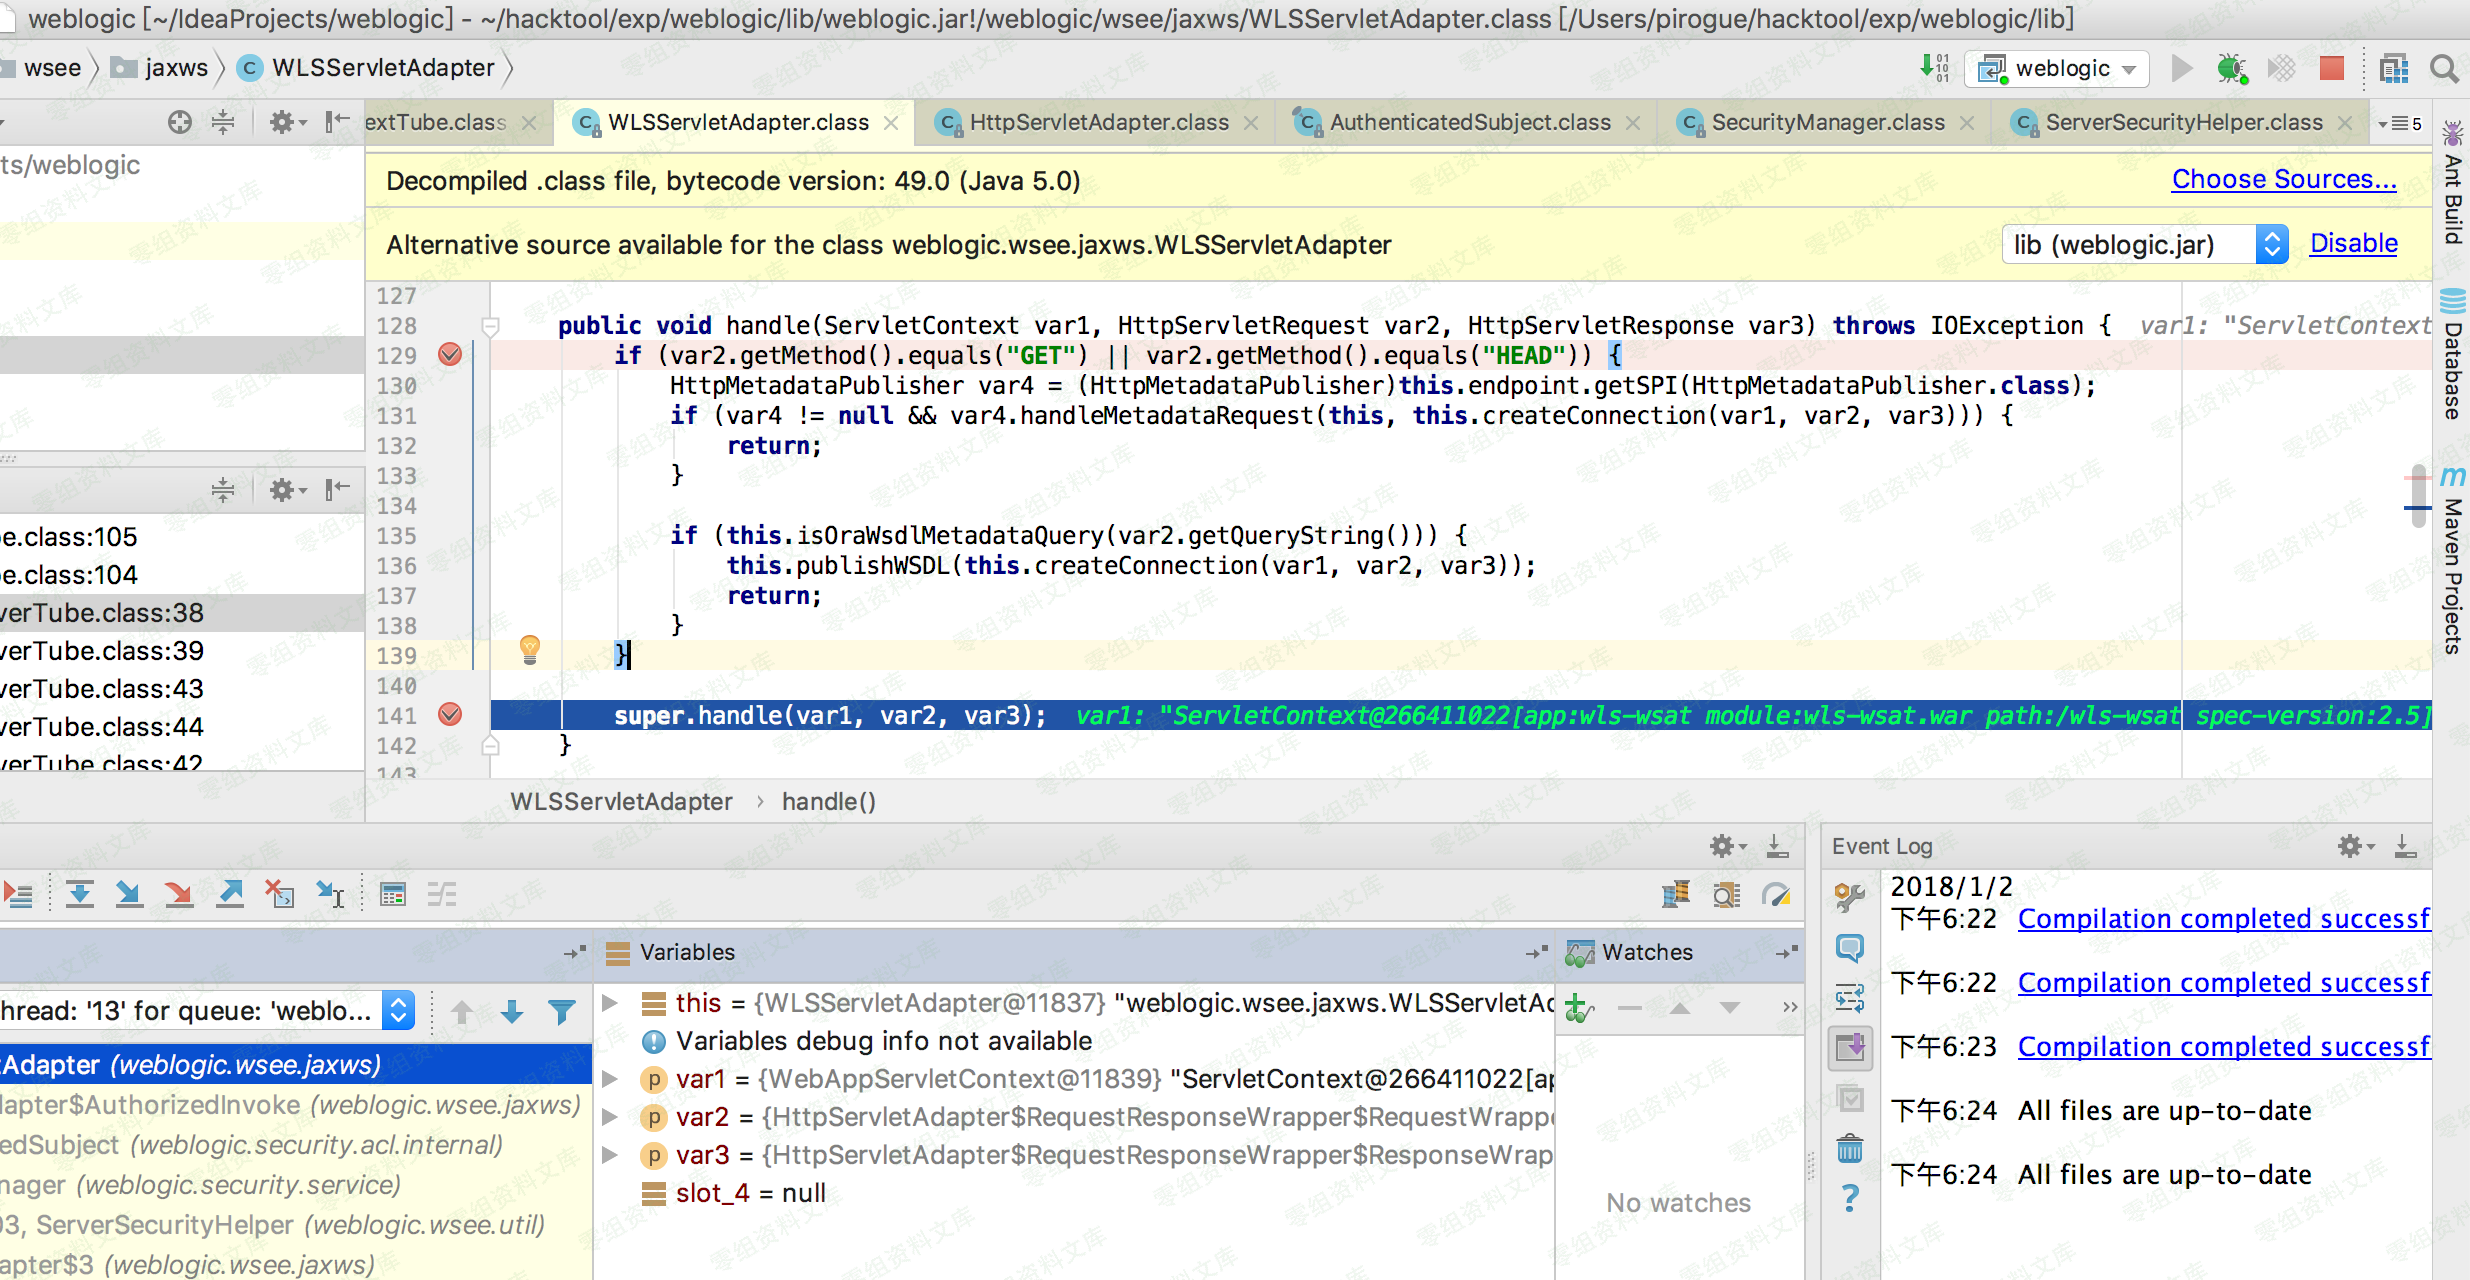 weblogic [~/IdeaProjects/weblogic] - ~/hacktool/exp/weblogic/lib/weblogic.jar!/weblogic/wsee/jaxws/WLSServletAdapter.class [/Users/pirogue/hacktool/exp/weblogic/lib]
wsee
jaxws
C WLSServletAdapter
weblogic
extTube.class
WLSServletAdapter.class
HttpServletAdapter.class
AuthenticatedSubject.class
SecurityManager.class
ServerSecurityHelper.class
5
ts/weblogic
Decompiled .class file, bytecode version: 49.0 (Java 5.0)
Choose Sources...
Alternative source available for the class weblogic.wsee.jaxws.WLSServletAdapter
lib (weblogic.jar)
Disable
Ant Build
Database
Maven Projects
127
128 public void handle(ServletContext var1, HttpServletRequest var2, HttpServletResponse var3) throws IOException { var1: "ServletContext
129 if (var2.getMethod().equals("GET") || var2.getMethod().equals("HEAD")) {
130 HttpMetadataPublisher var4 = (HttpMetadataPublisher)this.endpoint.getSPI(HttpMetadataPublisher.class);
131 if (var4 != null && var4.handleMetadataRequest(this, this.createConnection(var1, var2, var3))) {
132 return;
133 }
134
135 if (this.isOraWsdlMetadataQuery(var2.getQueryString())) {
136 this.publishWSDL(this.createConnection(var1, var2, var3));
137 return;
138 }
139 }
140
141 super.handle(var1, var2, var3); var1: "ServletContext@266411022[app:wls-wsat module:wls-wsat.war path:/wls-wsat spec-version:2.5]
142 }
143
e.class:105
e.class:104
verTube.class:38
verTube.class:39
verTube.class:43
verTube.class:44
verTube.class:42
WLSServletAdapter › handle()
Event Log
2018/1/2
下午6:22 Compilation completed successf
下午6:22 Compilation completed successf
下午6:23 Compilation completed successf
下午6:24 All files are up-to-date
下午6:24 All files are up-to-date
Variables
Watches
hread: '13' for queue: 'weblo...
tAdapter (weblogic.wsee.jaxws)
dapter$AuthorizedInvoke (weblogic.wsee.jaxws)
edSubject (weblogic.security.acl.internal)
nager (weblogic.security.service)
03, ServerSecurityHelper (weblogic.wsee.util)
apter$3 (weblogic.wsee.jaxws)
this = {WLSServletAdapter@11837} "weblogic.wsee.jaxws.WLSServletAd
Variables debug info not available
var1 = {WebAppServletContext@11839} "ServletContext@266411022[ap
var2 = {HttpServletAdapter$RequestResponseWrapper$RequestWrappe
var3 = {HttpServletAdapter$RequestResponseWrapper$ResponseWrap
slot_4 = null
No watches
零组资料文库